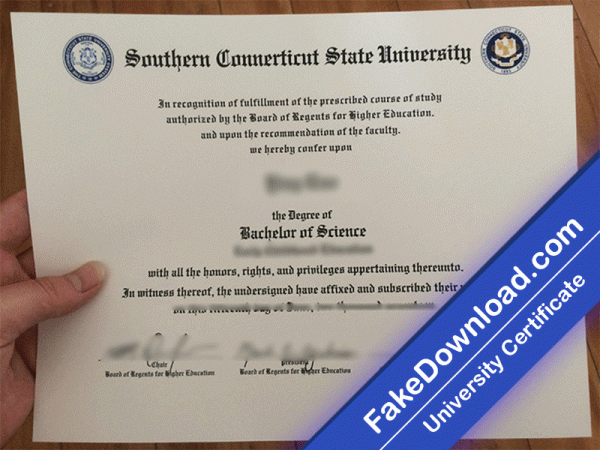 Southern Connecticut State University
In recognition of fulfillment of the prescribed course of study
authorized by the Board of Regents for Higher Education.
and upon the recommendation of the faculty.
we hereby confer upon
the Degree of
Bachelor of Science
with all the honors, rights, and privileges appertaining thereunto.
In witness thereof, the undersigned have affixed and subscribed their
Chair
Board of Regents for Higher Education
President
Board of Regents for Higher Education
FakeDownload.com
University Certificate